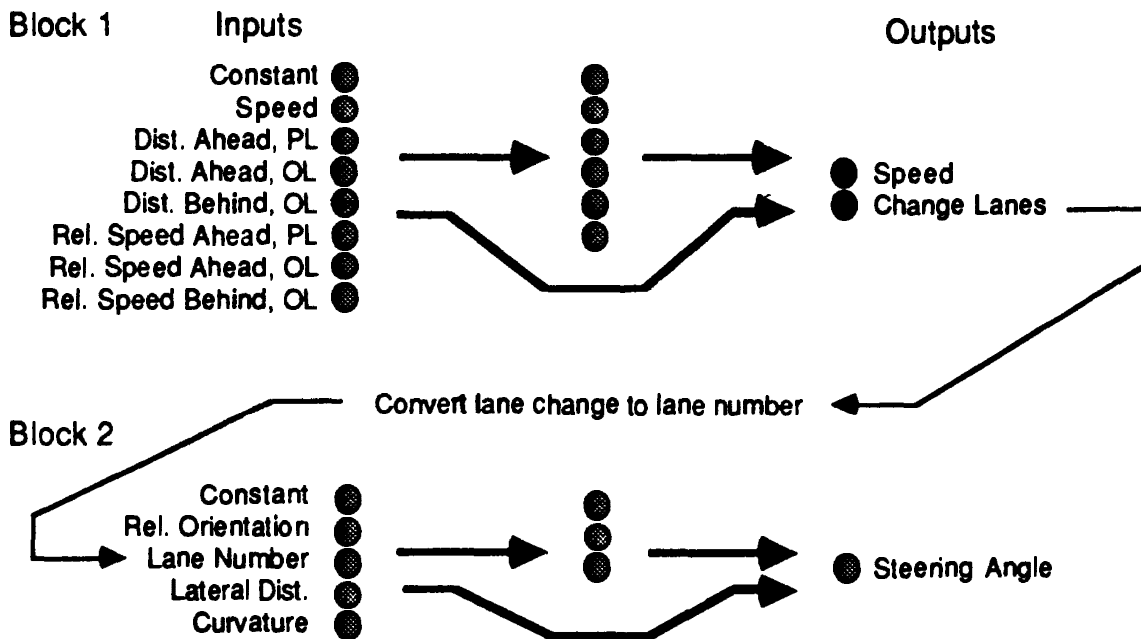 Block 1 Inputs Outputs
Constant
Speed
Dist. Ahead, PL
Dist. Ahead, OL
Dist. Behind, OL
Rel. Speed Ahead, PL
Rel. Speed Ahead, OL
Rel. Speed Behind, OL
Speed
Change Lanes
Convert lane change to lane number
Block 2
Constant
Rel. Orientation
Lane Number
Lateral Dist.
Curvature
Steering Angle